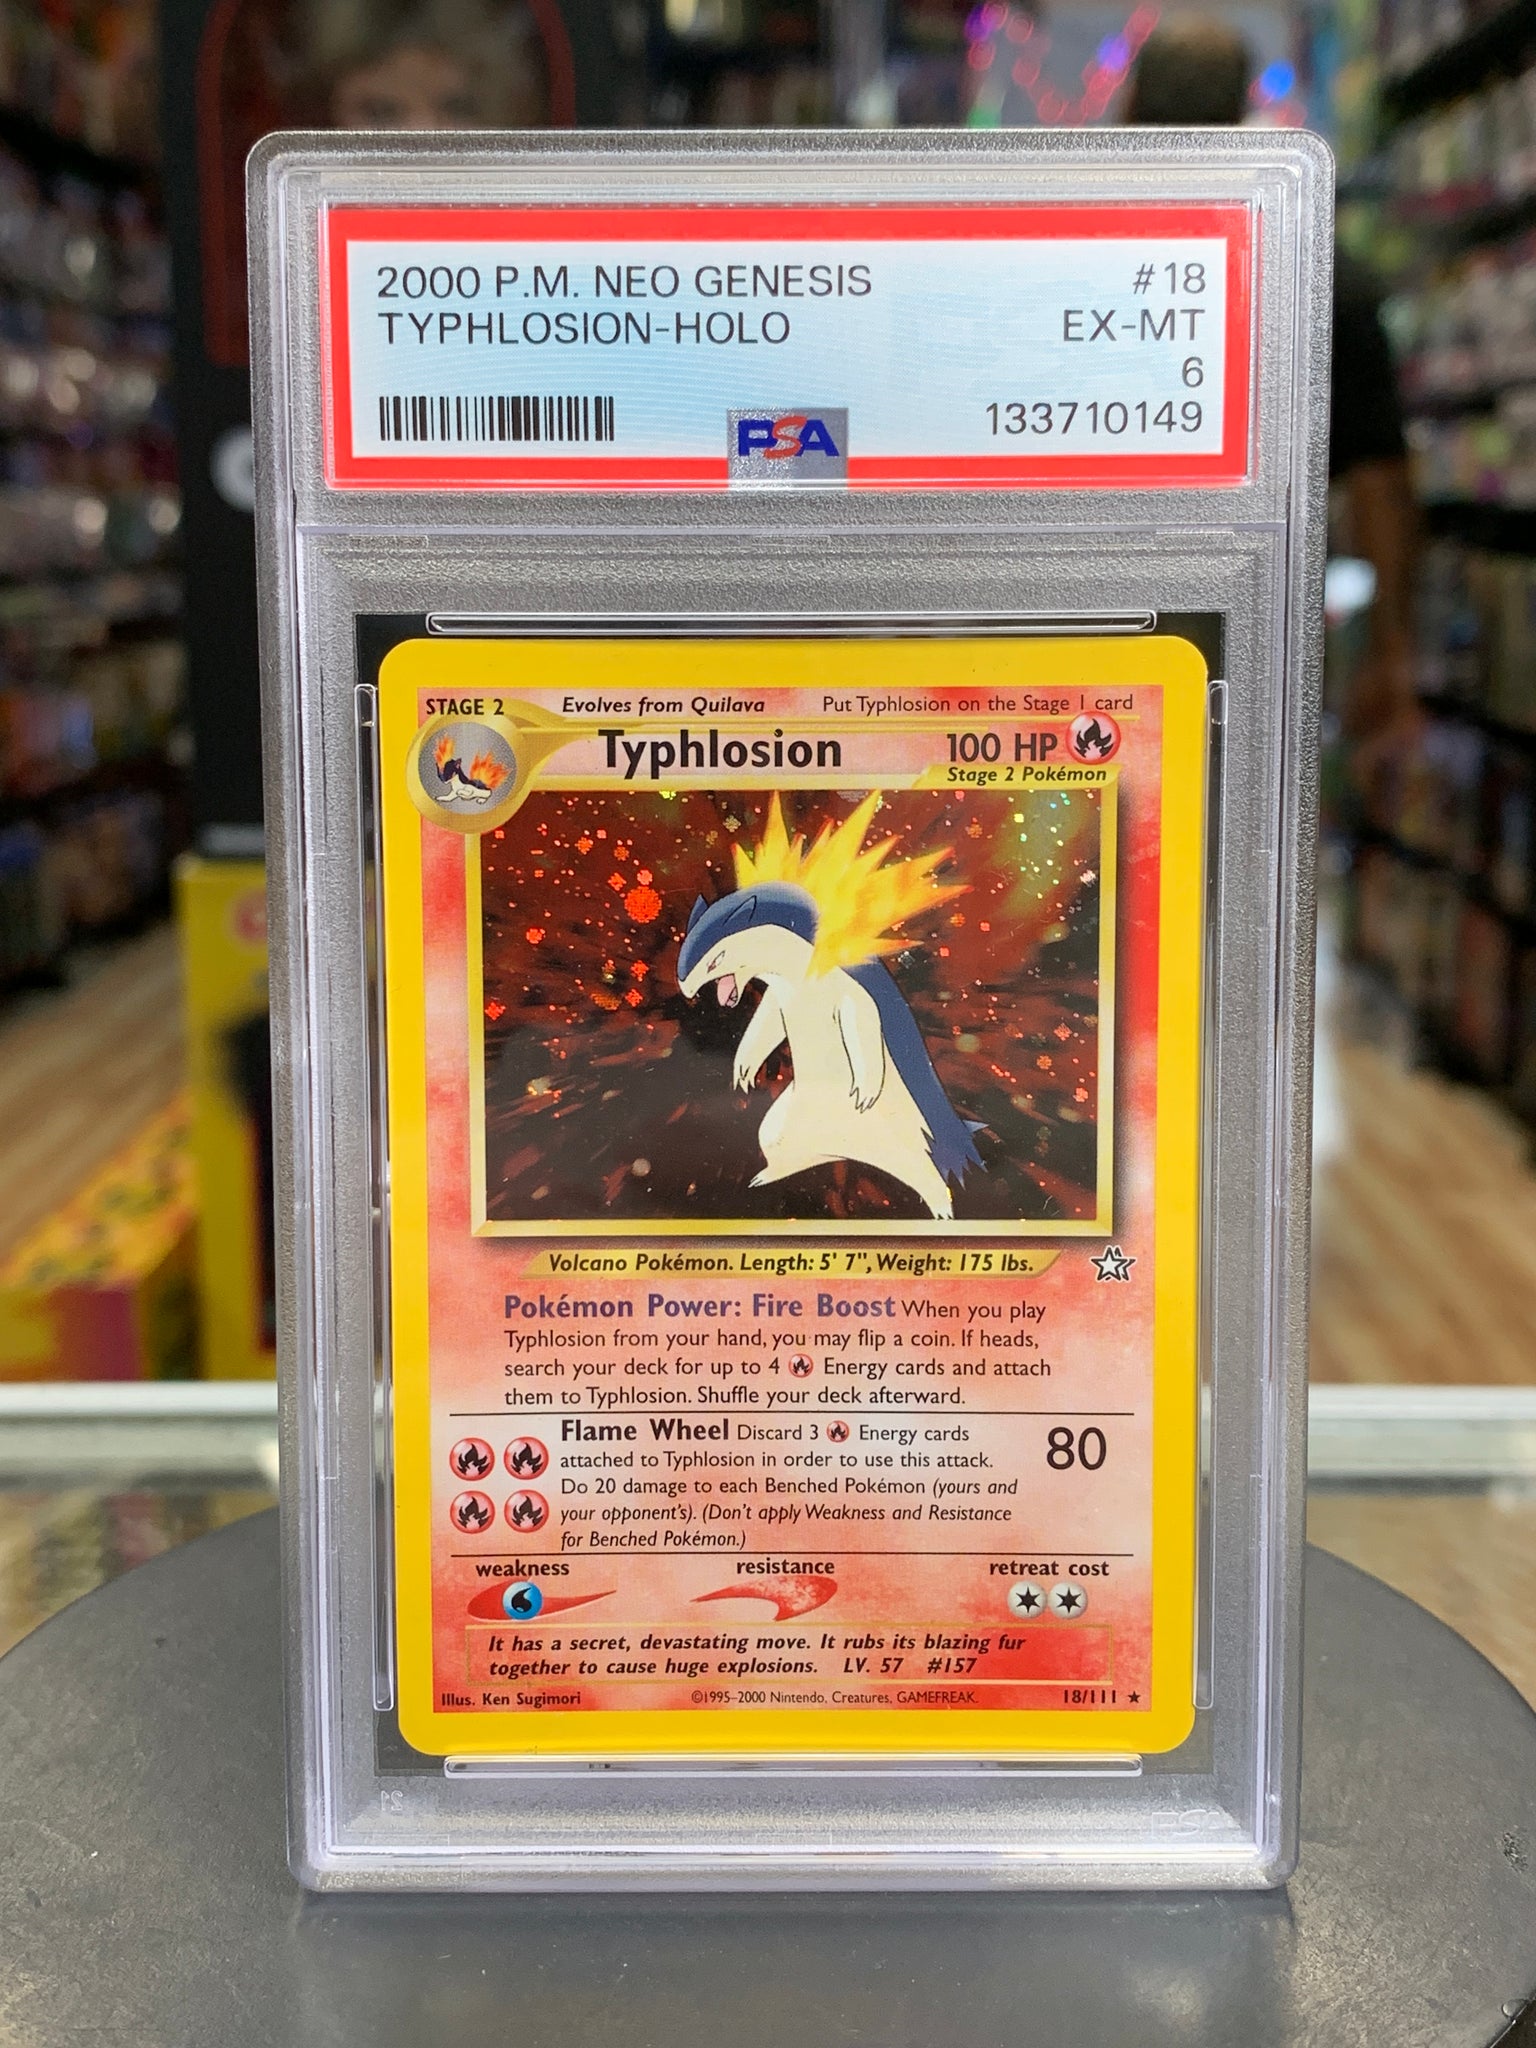 2000 P.M. NEO GENESIS #18
TYPHLOSION-HOLO EX-MT
6
PSA 133710149
STAGE 2 Evolves from Quilava Put Typhlosion on the Stage 1 card
Typhlosion 100 HP
Stage 2 Pokémon
Volcano Pokémon. Length: 5' 7", Weight: 175 lbs.
Pokémon Power: Fire Boost When you play
Typhlosion from your hand, you may flip a coin. If heads,
search your deck for up to 4 Energy cards and attach
them to Typhlosion. Shuffle your deck afterward.
Flame Wheel Discard 3 Energy cards
attached to Typhlosion in order to use this attack. 80
Do 20 damage to each Benched Pokémon (yours and
your opponent's). (Don't apply Weakness and Resistance
for Benched Pokémon.)
weakness resistance retreat cost
It has a secret, devastating move. It rubs its blazing fur
together to cause huge explosions. LV. 57 #157
Illus. Ken Sugimori ©1995-2000 Nintendo, Creatures, GAMEFREAK. 18/111 ★
PSA